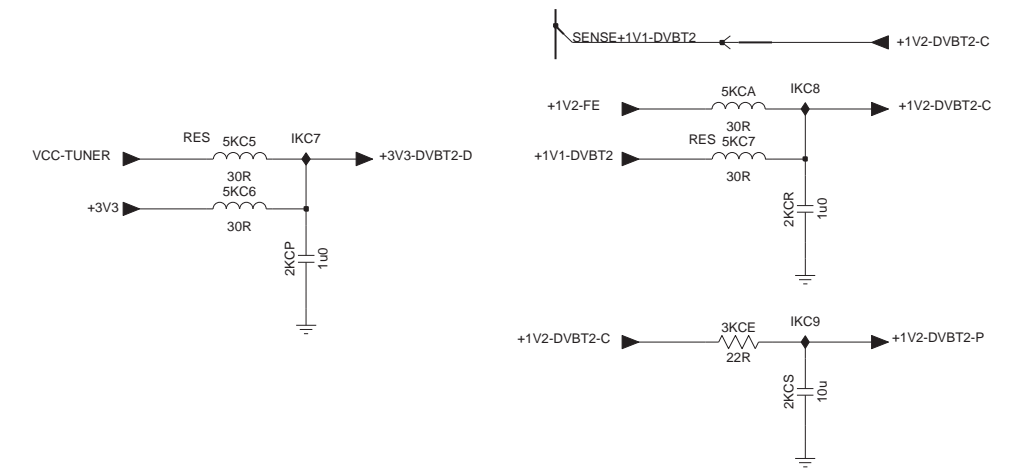 SENSE+1V1-DVBT2
+1V2-DVBT2-C
+1V2-FE
5KCA
30R
IKC8
+1V2-DVBT2-C
+1V1-DVBT2
RES
5KC7
30R
2KCR
1u0
VCC-TUNER
RES
5KC5
30R
IKC7
+3V3-DVBT2-D
+3V3
5KC6
30R
2KCP
1u0
+1V2-DVBT2-C
3KCE
22R
IKC9
+1V2-DVBT2-P
2KCS
10u